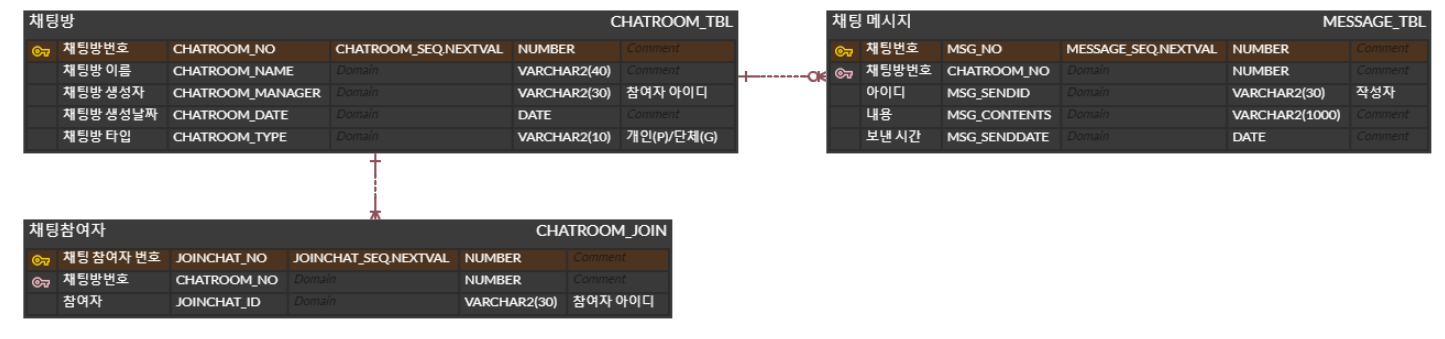 채팅방 CHATROOM_TBL
채팅방번호 CHATROOM_NO CHATROOM_SEQ.NEXTVAL NUMBER Comment
채팅방 이름 CHATROOM_NAME Domain VARCHAR2(40) Comment
채팅방 생성자 CHATROOM_MANAGER Domain VARCHAR2(30) 참여자 아이디
채팅방 생성날짜 CHATROOM_DATE Domain DATE Comment
채팅방 타입 CHATROOM_TYPE Domain VARCHAR2(10) 개인(P)/단체(G)
채팅 메시지 MESSAGE_TBL
채팅번호 MSG_NO MESSAGE_SEQ.NEXTVAL NUMBER Comment
채팅방번호 CHATROOM_NO Domain NUMBER Comment
아이디 MSG_SENDID Domain VARCHAR2(30) 작성자
내용 MSG_CONTENTS Domain VARCHAR2(1000) Comment
보낸 시간 MSG_SENDDATE Domain DATE Comment
채팅참여자 CHATROOM_JOIN
채팅 참여자 번호 JOINCHAT_NO JOINCHAT_SEQ.NEXTVAL NUMBER Comment
채팅방번호 CHATROOM_NO Domain NUMBER Comment
참여자 JOINCHAT_ID Domain VARCHAR2(30) 참여자 아이디